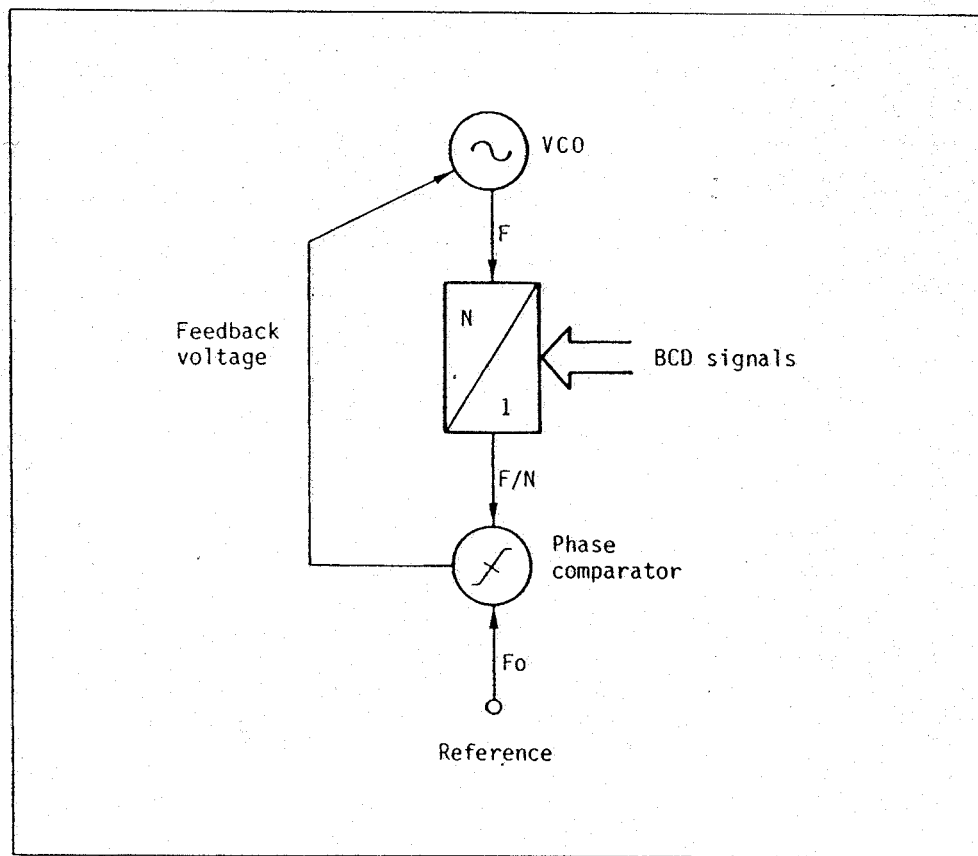 VCO
F
N
Feedback
voltage
BCD signals
1
F/N
Phase
comparator
Fo
Reference